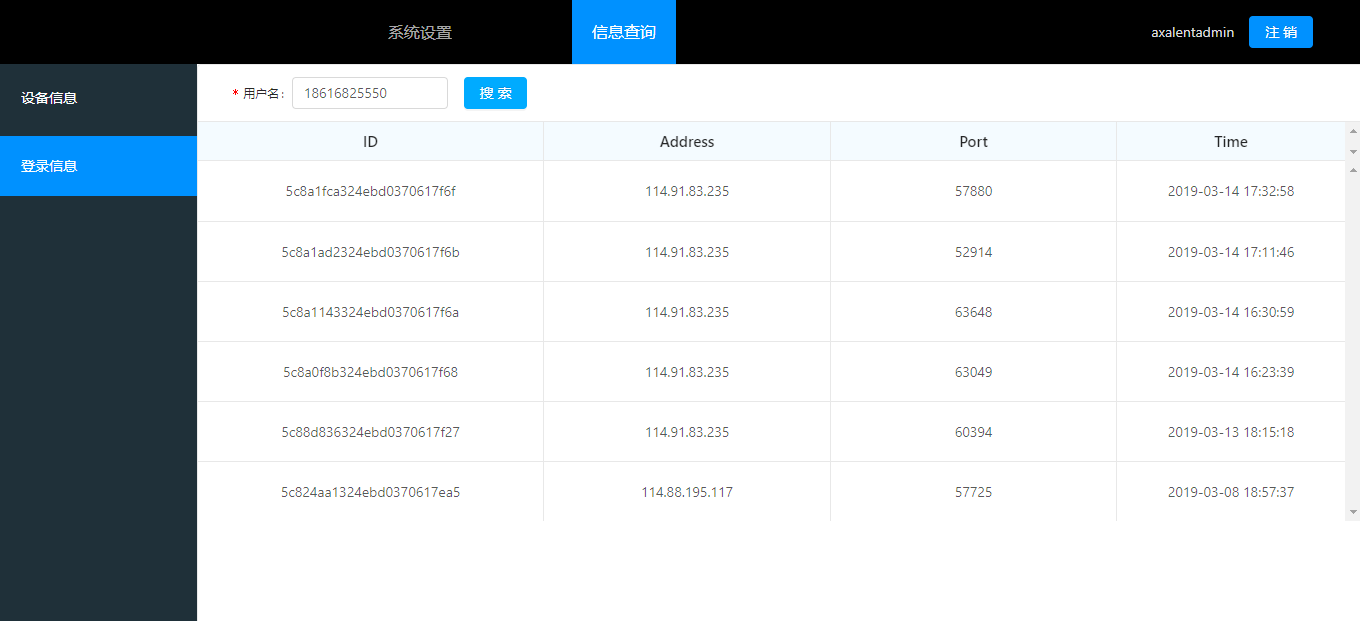 系统设置 信息查询 axalentadmin 注 销
设备信息
登录信息
* 用户名: 18616825550 搜 索
ID Address Port Time
5c8a1fca324ebd0370617f6f 114.91.83.235 57880 2019-03-14 17:32:58
5c8a1ad2324ebd0370617f6b 114.91.83.235 52914 2019-03-14 17:11:46
5c8a1143324ebd0370617f6a 114.91.83.235 63648 2019-03-14 16:30:59
5c8a0f8b324ebd0370617f68 114.91.83.235 63049 2019-03-14 16:23:39
5c88d836324ebd0370617f27 114.91.83.235 60394 2019-03-13 18:15:18
5c824aa1324ebd0370617ea5 114.88.195.117 57725 2019-03-08 18:57:37